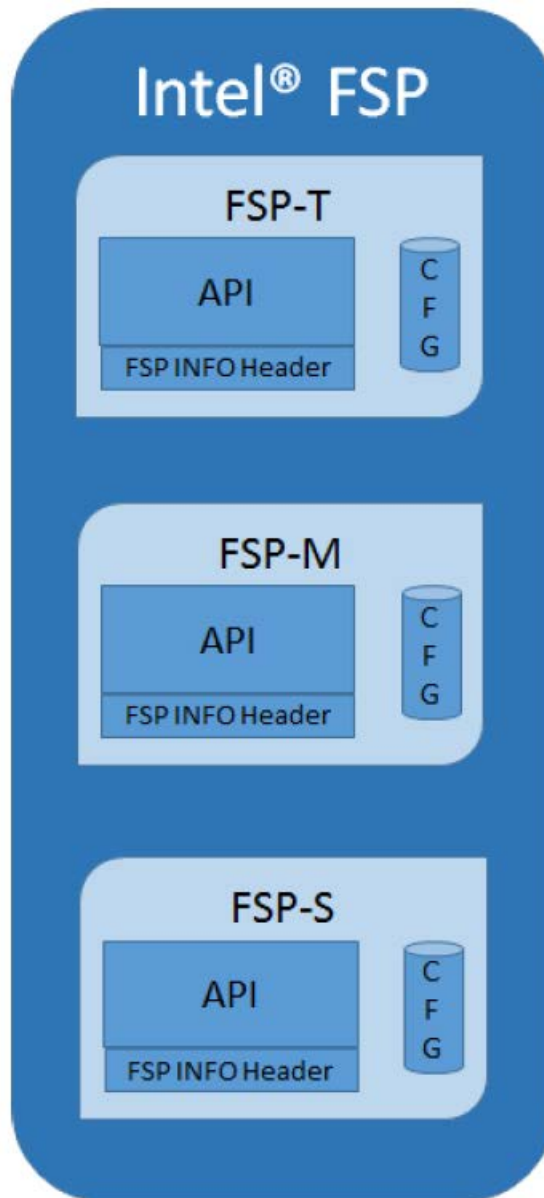 Intel® FSP
FSP-T
API
FSP INFO Header
C
F
G
FSP-M
API
FSP INFO Header
C
F
G
FSP-S
API
FSP INFO Header
C
F
G